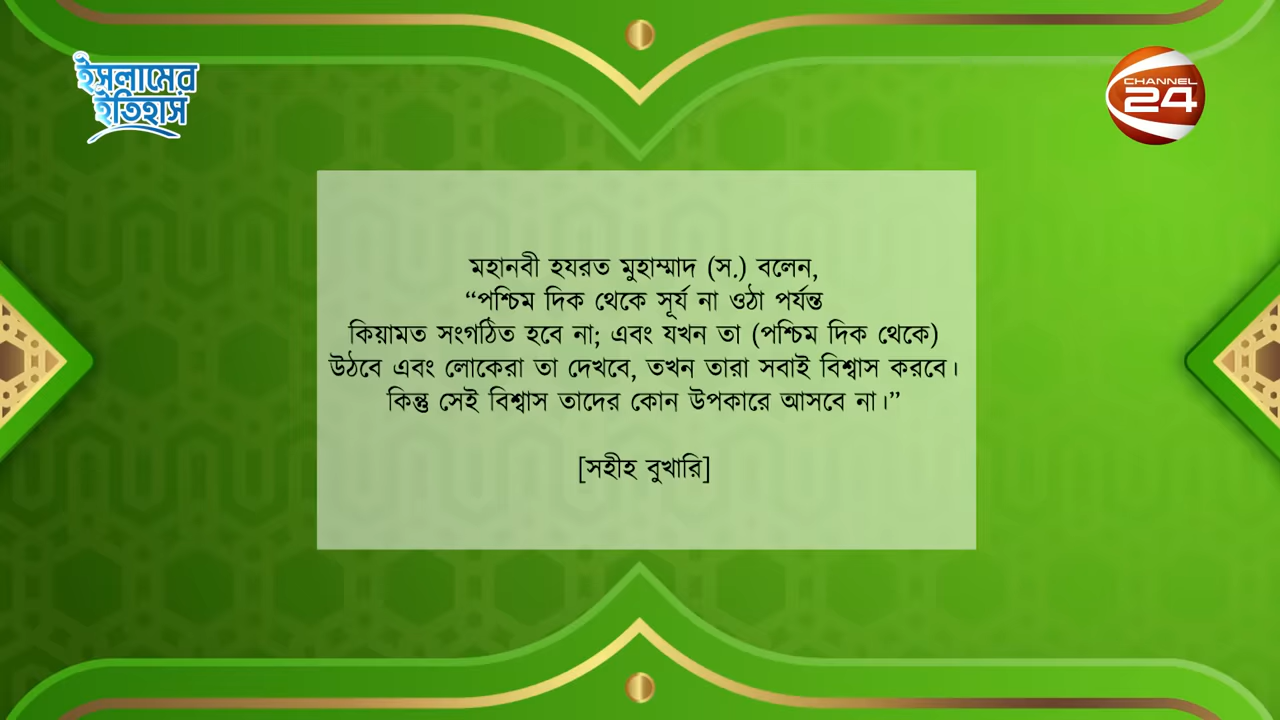 ইসলামের
ইতিহাস
CHANNEL
24
মহানবী হযরত মুহাম্মাদ (স.) বলেন,
“পশ্চিম দিক থেকে সূর্য না ওঠা পর্যন্ত
কিয়ামত সংগঠিত হবে না; এবং যখন তা (পশ্চিম দিক থেকে)
উঠবে এবং লোকেরা তা দেখবে, তখন তারা সবাই বিশ্বাস করবে।
কিন্তু সেই বিশ্বাস তাদের কোন উপকারে আসবে না।”
[সহীহ বুখারি]